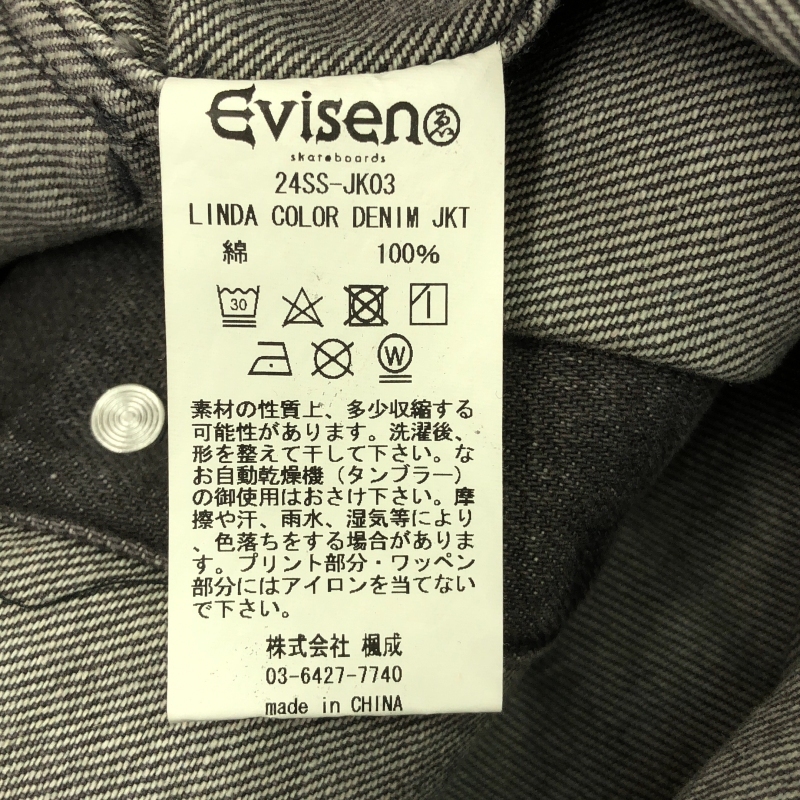 Evisen ゑ
skateboards
24SS-JK03
LINDA COLOR DENIM JKT
綿 100%
30
W
素材の性質上、多少収縮する
可能性があります。洗濯後、
形を整えて干して下さい。な
お自動乾燥機（タンブラー）
の御使用はおさけ下さい。摩
擦や汗、雨水、湿気等により
、色落ちをする場合がありま
す。プリント部分・ワッペン
部分にはアイロンを当てない
で下さい。
株式会社 楓成
03-6427-7740
made in CHINA